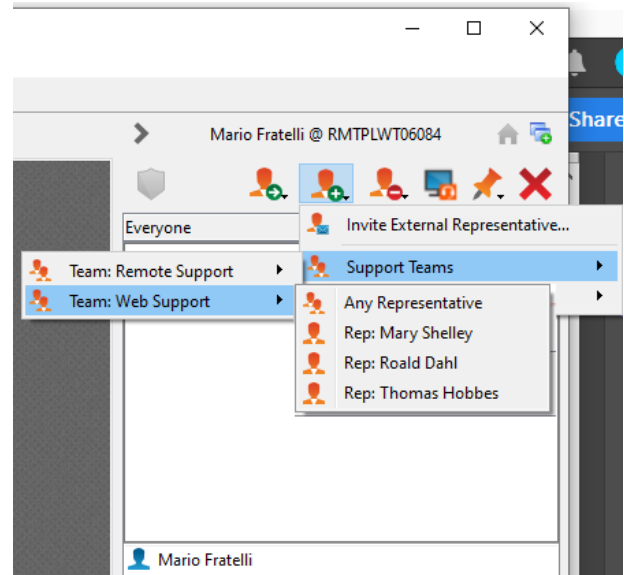 Share
Mario Fratelli @ RMTPLWT06084
Everyone
Invite External Representative...
Team: Remote Support
Support Teams
Team: Web Support
Any Representative
Rep: Mary Shelley
Rep: Roald Dahl
Rep: Thomas Hobbes
Mario Fratelli